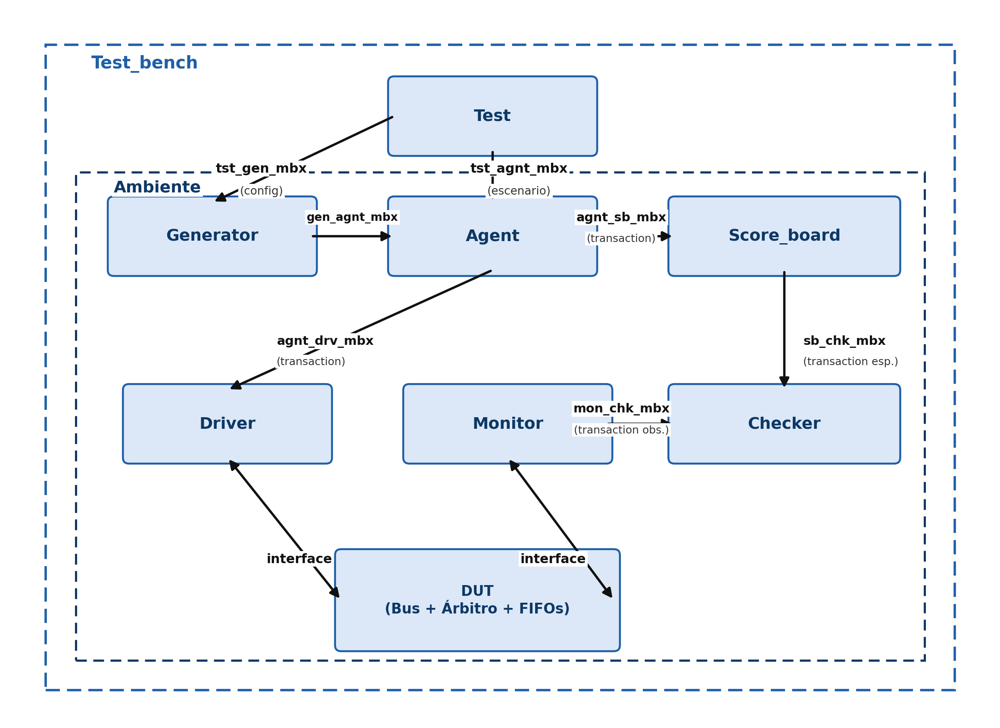 Test_bench
Test
tst_gen_mbx
(config)
tst_agnt_mbx
(escenario)
Ambiente
Generator
gen_agnt_mbx
Agent
agnt_sb_mbx
(transaction)
Score_board
agnt_drv_mbx
(transaction)
sb_chk_mbx
(transaction esp.)
Driver
Monitor
mon_chk_mbx
(transaction obs.)
Checker
interface
interface
DUT
(Bus + Árbitro + FIFOs)